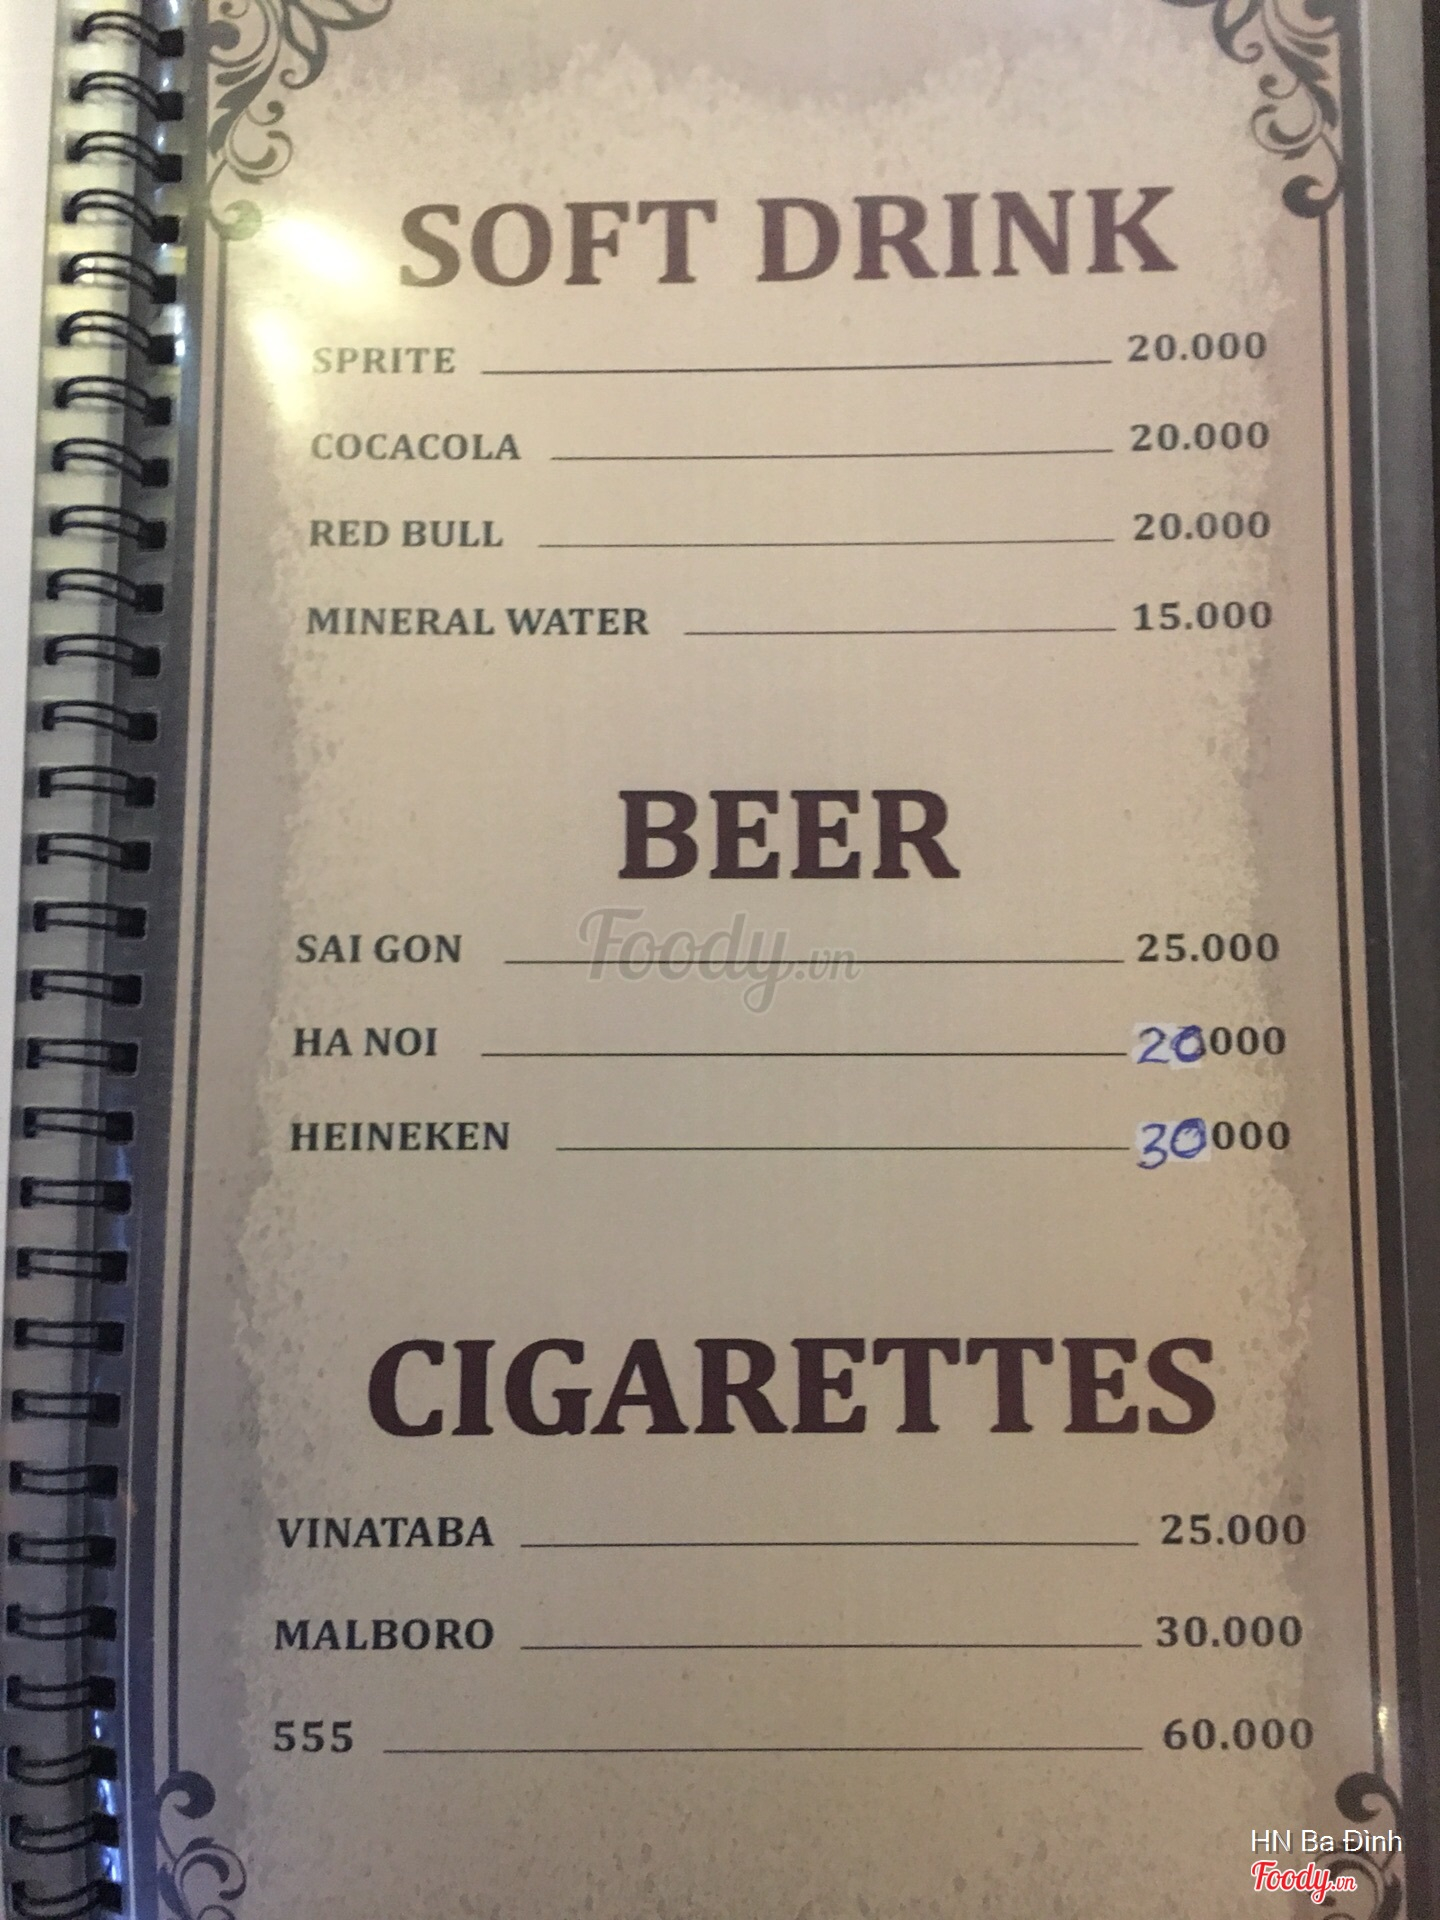 SOFT DRINK
SPRITE 20.000
COCACOLA 20.000
RED BULL 20.000
MINERAL WATER 15.000
BEER
Foody.vn
SAI GON 25.000
HA NOI 20000
HEINEKEN 30000
CIGARETTES
VINATABA 25.000
MALBORO 30.000
555 60.000
HN Ba Đình
Foody.vn